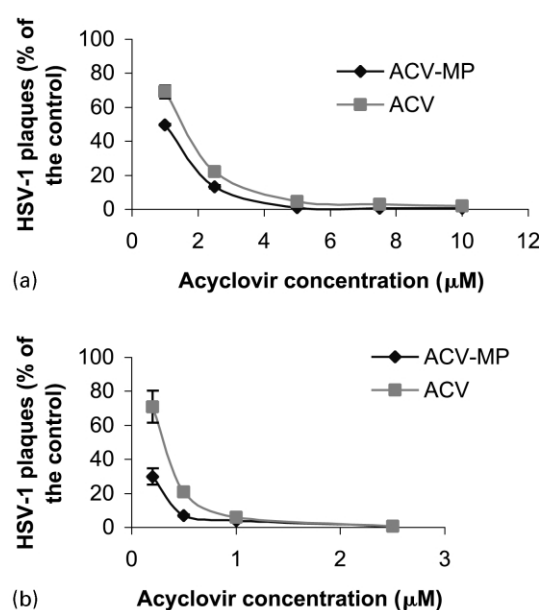 100
80
60
40
20
0
HSV-1 plaques (% of
the control)
ACV-MP
ACV
0 2 4 6 8 10 12
(a) Acyclovir concentration (μM)
100
80
60
40
20
0
HSV-1 plaques (% of
the control)
ACV-MP
ACV
0 1 2 3
(b) Acyclovir concentration (μM)